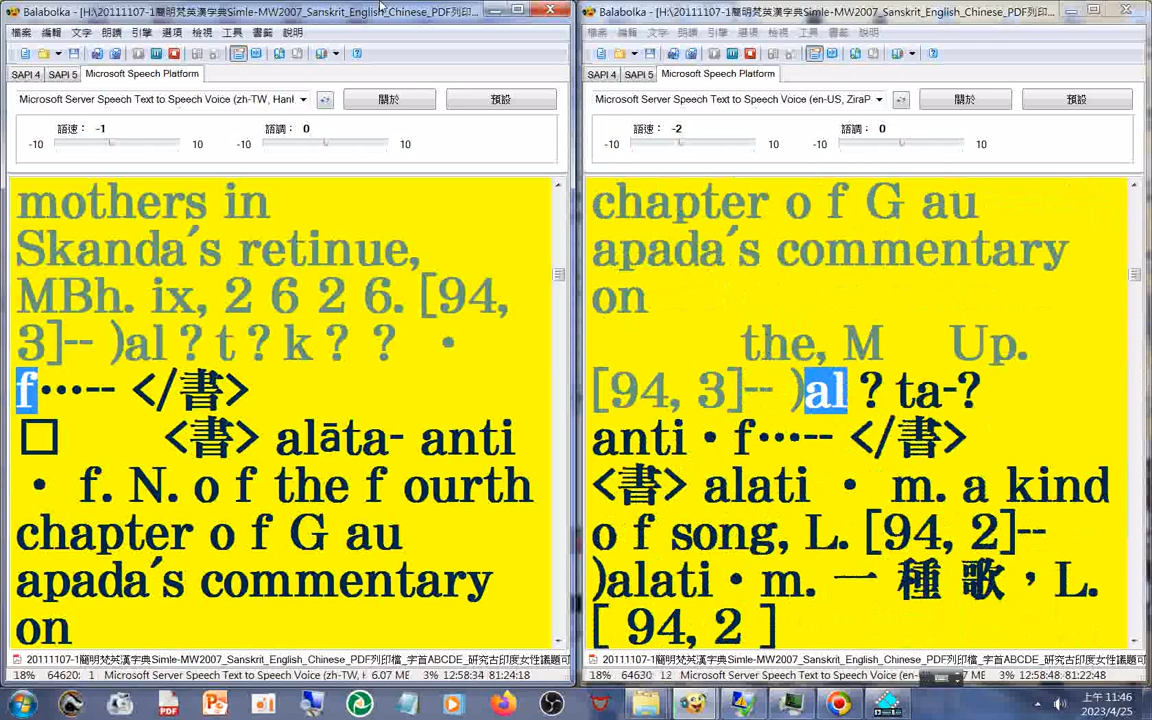 Balabolka - [H:\20111107-1簡明梵英漢字典Simle-MW2007_Sanskrit_English_Chinese_PDF列印...
檔案 編輯 文字 朗讀 引擎 選項 檢視 工具 書籤 說明
SAPI 4 SAPI 5 Microsoft Speech Platform
Microsoft Server Speech Text to Speech Voice (zh-TW, HanH 關於 預設
語速： -1 語調： 0
-10 10 -10 10
mothers in
Skanda´s retinue,
MBh. ix, 2 6 2 6. [94,
3]-- )al ? t ? k ? ? •
f···-- </書>
□ <書> alāta- anti
• f. N. o f the f ourth
chapter o f G au
apada´s commentary
on
20111107-1簡明梵英漢字典Simle-MW2007_Sanskrit_English_Chinese_PDF列印檔_字首ABCDE_研究古印度女性議題可
18% 64620: 1 Microsoft Server Speech Text to Speech Voice (zh-TW, H 6.07 ME 3% 12:58:34 81:24:18
Balabolka - [H:\20111107-1簡明梵英漢字典Simle-MW2007_Sanskrit_English_Chinese_PDF列印...
檔案 編輯 文字 朗讀 引擎 選項 檢視 工具 書籤 說明
SAPI 4 SAPI 5 Microsoft Speech Platform
Microsoft Server Speech Text to Speech Voice (en-US, ZiraP 關於 預設
語速： -2 語調： 0
-10 10 -10 10
chapter o f G au
apada´s commentary
on
the, M Up.
[94, 3]-- )al ? ta-?
anti • f···-- </書>
<書> alati • m. a kind
o f song, L. [94, 2]--
)alati • m. 一 種 歌，L.
[ 94, 2 ]
20111107-1簡明梵英漢字典Simle-MW2007_Sanskrit_English_Chinese_PDF列印檔_字首ABCDE_研究古印度女性議題可
18% 64630: 12 Microsoft Server Speech Text to Speech Voice ME 3% 12:58:38 81:22:48
上午 11:46
2023/4/25